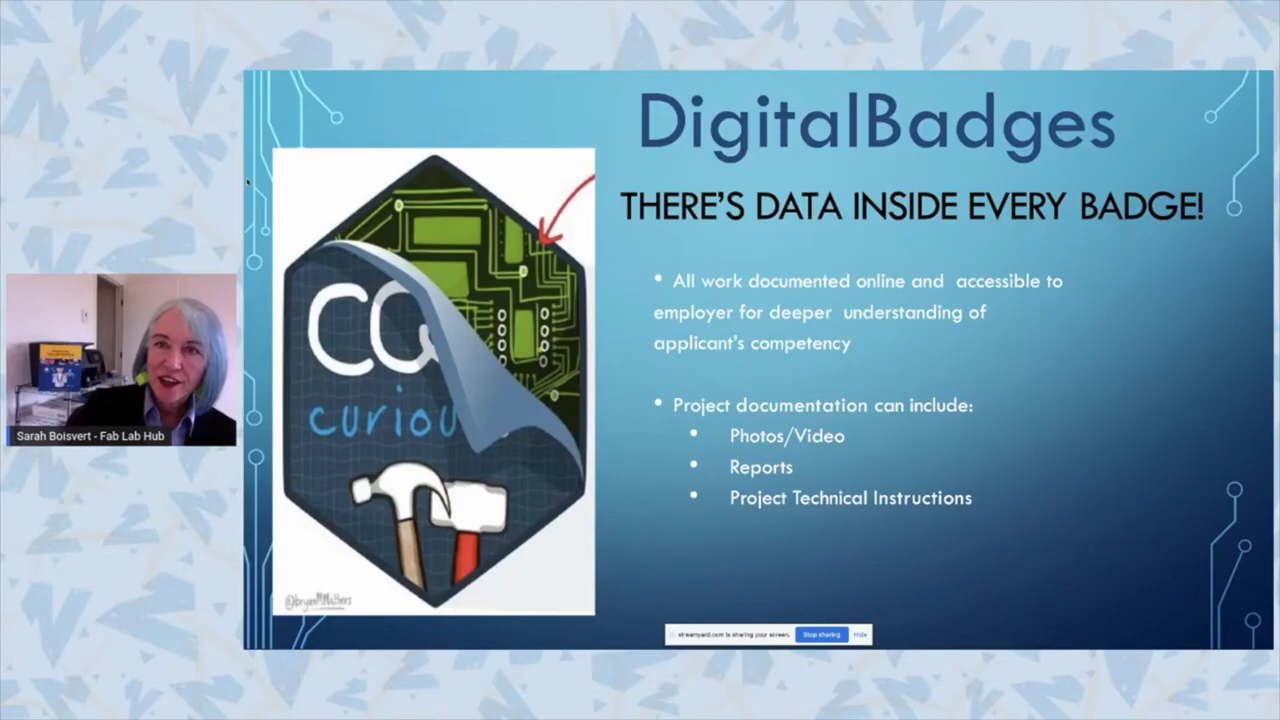 DigitalBadges
THERE'S DATA INSIDE EVERY BADGE!
• All work documented online and accessible to
employer for deeper understanding of
applicant's competency
• Project documentation can include:
• Photos/Video
• Reports
• Project Technical Instructions
CQ
curiou
@bryanMMathers
Sarah Boisvert - Fab Lab Hub
streamyard.com is sharing your screen.
Stop sharing
Hide